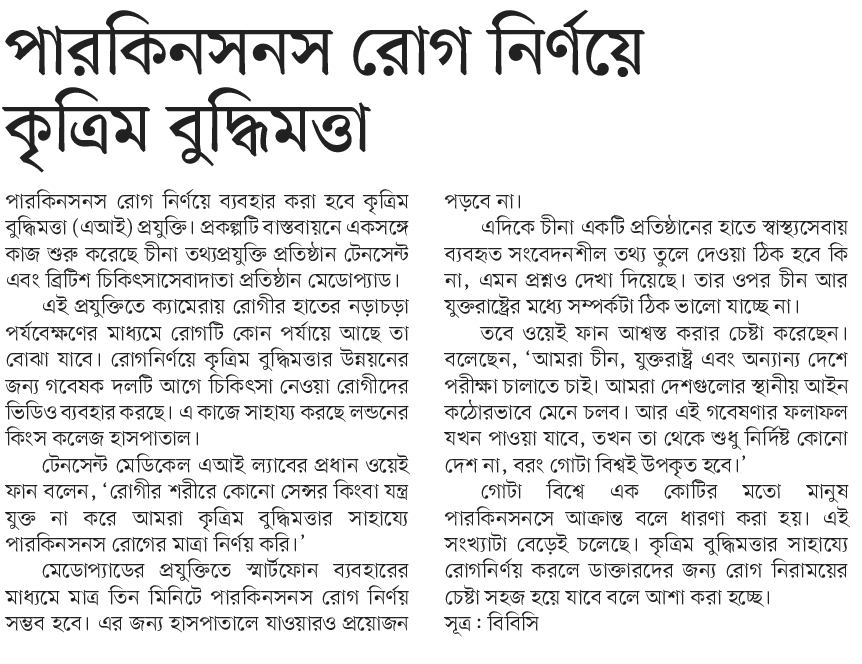 পারকিনসনস রোগ নির্ণয়ে
কৃত্রিম বুদ্ধিমত্তা
পারকিনসনস রোগ নির্ণয়ে ব্যবহার করা হবে কৃত্রিম
বুদ্ধিমত্তা (এআই) প্রযুক্তি। প্রকল্পটি বাস্তবায়নে একসঙ্গে
কাজ শুরু করেছে চীনা তথ্যপ্রযুক্তি প্রতিষ্ঠান টেনসেন্ট
এবং ব্রিটিশ চিকিৎসাসেবাদাতা প্রতিষ্ঠান মেডোপ্যাড।
এই প্রযুক্তিতে ক্যামেরায় রোগীর হাতের নড়াচড়া
পর্যবেক্ষণের মাধ্যমে রোগটি কোন পর্যায়ে আছে তা
বোঝা যাবে। রোগনির্ণয়ে কৃত্রিম বুদ্ধিমত্তার উন্নয়নের
জন্য গবেষক দলটি আগে চিকিৎসা নেওয়া রোগীদের
ভিডিও ব্যবহার করছে। এ কাজে সাহায্য করছে লন্ডনের
কিংস কলেজ হাসপাতাল।
টেনসেন্ট মেডিকেল এআই ল্যাবের প্রধান ওয়েই
ফান বলেন, ‘রোগীর শরীরে কোনো সেন্সর কিংবা যন্ত্র
যুক্ত না করে আমরা কৃত্রিম বুদ্ধিমত্তার সাহায্যে
পারকিনসনস রোগের মাত্রা নির্ণয় করি।’
মেডোপ্যাডের প্রযুক্তিতে স্মার্টফোন ব্যবহারের
মাধ্যমে মাত্র তিন মিনিটে পারকিনসনস রোগ নির্ণয়
সম্ভব হবে। এর জন্য হাসপাতালে যাওয়ারও প্রয়োজন
পড়বে না।
এদিকে চীনা একটি প্রতিষ্ঠানের হাতে স্বাস্থ্যসেবায়
ব্যবহৃত সংবেদনশীল তথ্য তুলে দেওয়া ঠিক হবে কি
না, এমন প্রশ্নও দেখা দিয়েছে। তার ওপর চীন আর
যুক্তরাষ্ট্রের মধ্যে সম্পর্কটা ঠিক ভালো যাচ্ছে না।
তবে ওয়েই ফান আশ্বস্ত করার চেষ্টা করেছেন।
বলেছেন, ‘আমরা চীন, যুক্তরাষ্ট্র এবং অন্যান্য দেশে
পরীক্ষা চালাতে চাই। আমরা দেশগুলোর স্থানীয় আইন
কঠোরভাবে মেনে চলব। আর এই গবেষণার ফলাফল
যখন পাওয়া যাবে, তখন তা থেকে শুধু নির্দিষ্ট কোনো
দেশ না, বরং গোটা বিশ্বই উপকৃত হবে।’
গোটা বিশ্বে এক কোটির মতো মানুষ
পারকিনসনসে আক্রান্ত বলে ধারণা করা হয়। এই
সংখ্যাটা বেড়েই চলেছে। কৃত্রিম বুদ্ধিমত্তার সাহায্যে
রোগনির্ণয় করলে ডাক্তারদের জন্য রোগ নিরাময়ের
চেষ্টা সহজ হয়ে যাবে বলে আশা করা হচ্ছে।
সূত্র : বিবিসি